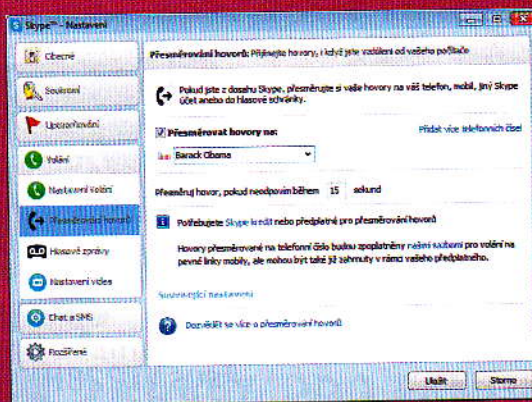 Skype™ - Nastavení
Obecné
Soukromí
Upozorňování
Volání
Nastavení volání
Přesměrování hovorů
Hlasové zprávy
Nastavení videa
Chat a SMS
Rozšířené
Přesměrování hovorů: Přijímejte hovory, i když jste vzdáleni od vašeho počítače
Pokud jste z dosahu Skype, přesměrujte si vaše hovory na váš telefon, mobil, jiný Skype
účet anebo do hlasové schránky.
Přesměrovat hovory na:
Přidat více telefonních čísel
Barack Obama
Přesměruj hovor, pokud neodpovím během 15 sekund
Potřebujete Skype kredit nebo předplatné pro přesměrování hovorů
Hovory přesměrované na telefonní číslo budou zpoplatněny našimi sazbami pro volání na
pevné linky mobily, ale mohou být také již zahrnuty v rámci vašeho předplatného.
Související nastavení
Dozvědět se více o přesměrování hovorů
Uložit
Storno